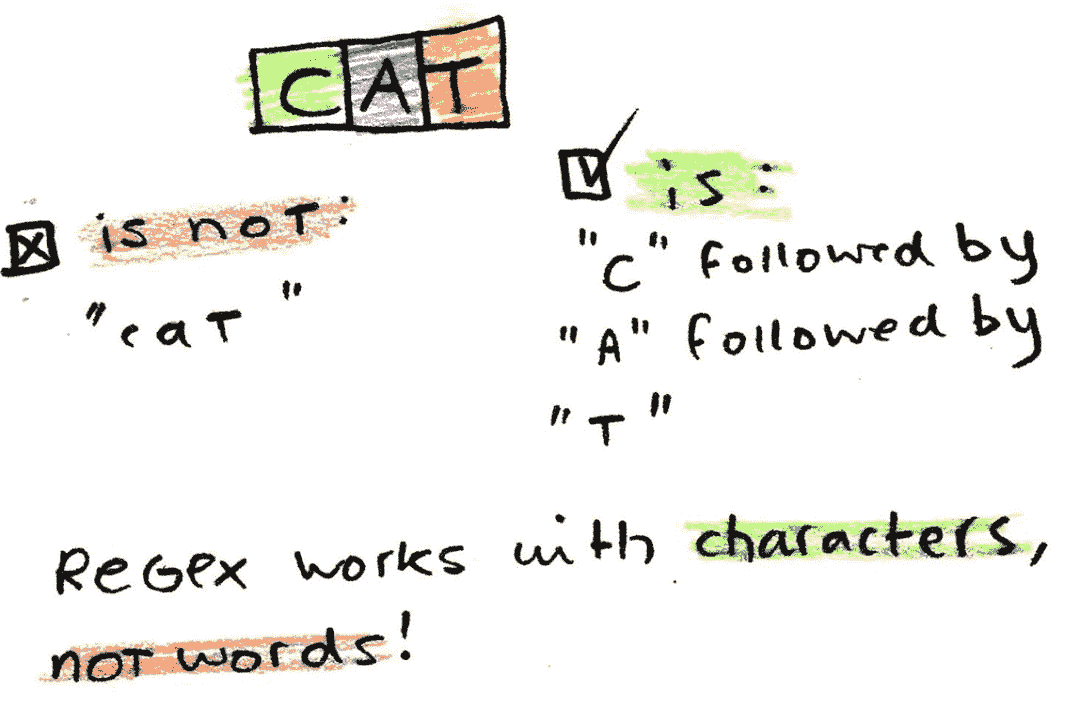 CAT
is not:
"cat"
is:
"C" followed by
"A" followed by
"T"
ReGex works with characters,
not words!